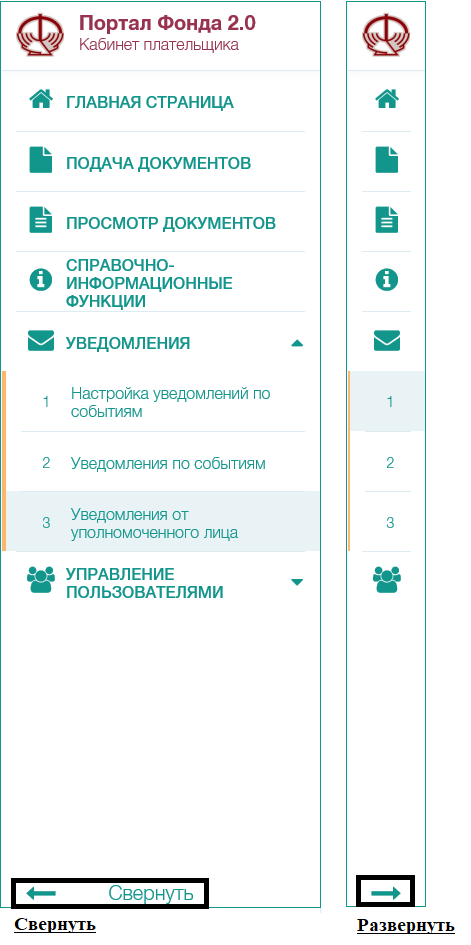 Портал Фонда 2.0
Кабинет плательщика
ГЛАВНАЯ СТРАНИЦА
ПОДАЧА ДОКУМЕНТОВ
ПРОСМОТР ДОКУМЕНТОВ
СПРАВОЧНО-
ИНФОРМАЦИОННЫЕ
ФУНКЦИИ
УВЕДОМЛЕНИЯ
1 Настройка уведомлений по
событиям
2 Уведомления по событиям
3 Уведомления от
уполномоченного лица
УПРАВЛЕНИЕ
ПОЛЬЗОВАТЕЛЯМИ
Свернуть
Свернуть
1
2
3
Развернуть